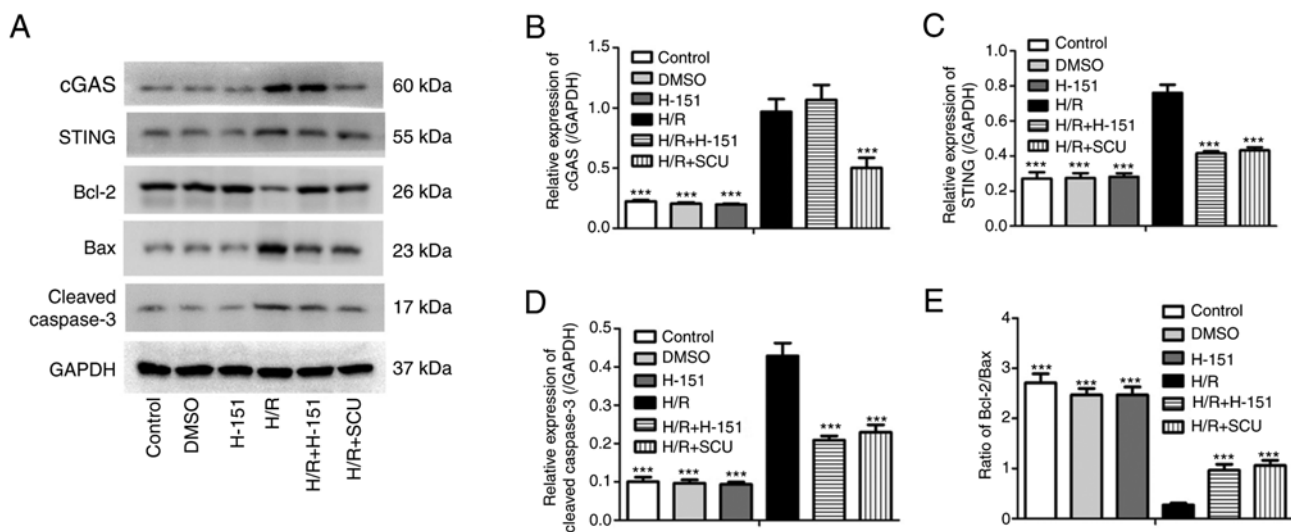 A
cGAS
60 kDa
STING
55 kDa
Bcl-2
26 kDa
Bax
23 kDa
Cleaved
caspase-3
17 kDa
GAPDH
37 kDa
Control
DMSO
H-151
H/R
H/R+H-151
H/R+SCU
B
Relative expression of
cGAS (/GAPDH)
1.5
1.0
0.5
0.0
Control
DMSO
H-151
H/R
H/R+H-151
H/R+SCU
*** *** *** ***
C
Relative expression of
STING (/GAPDH)
1.0
0.8
0.6
0.4
0.2
0.0
Control
DMSO
H-151
H/R
H/R+H-151
H/R+SCU
*** *** *** *** ***
D
Relative expression of
cleaved caspase-3 (/GAPDH)
0.5
0.4
0.3
0.2
0.1
0.0
Control
DMSO
H-151
H/R
H/R+H-151
H/R+SCU
*** *** *** *** ***
E
Ratio of Bcl-2/Bax
4
3
2
1
0
Control
DMSO
H-151
H/R
H/R+H-151
H/R+SCU
*** *** *** *** ***